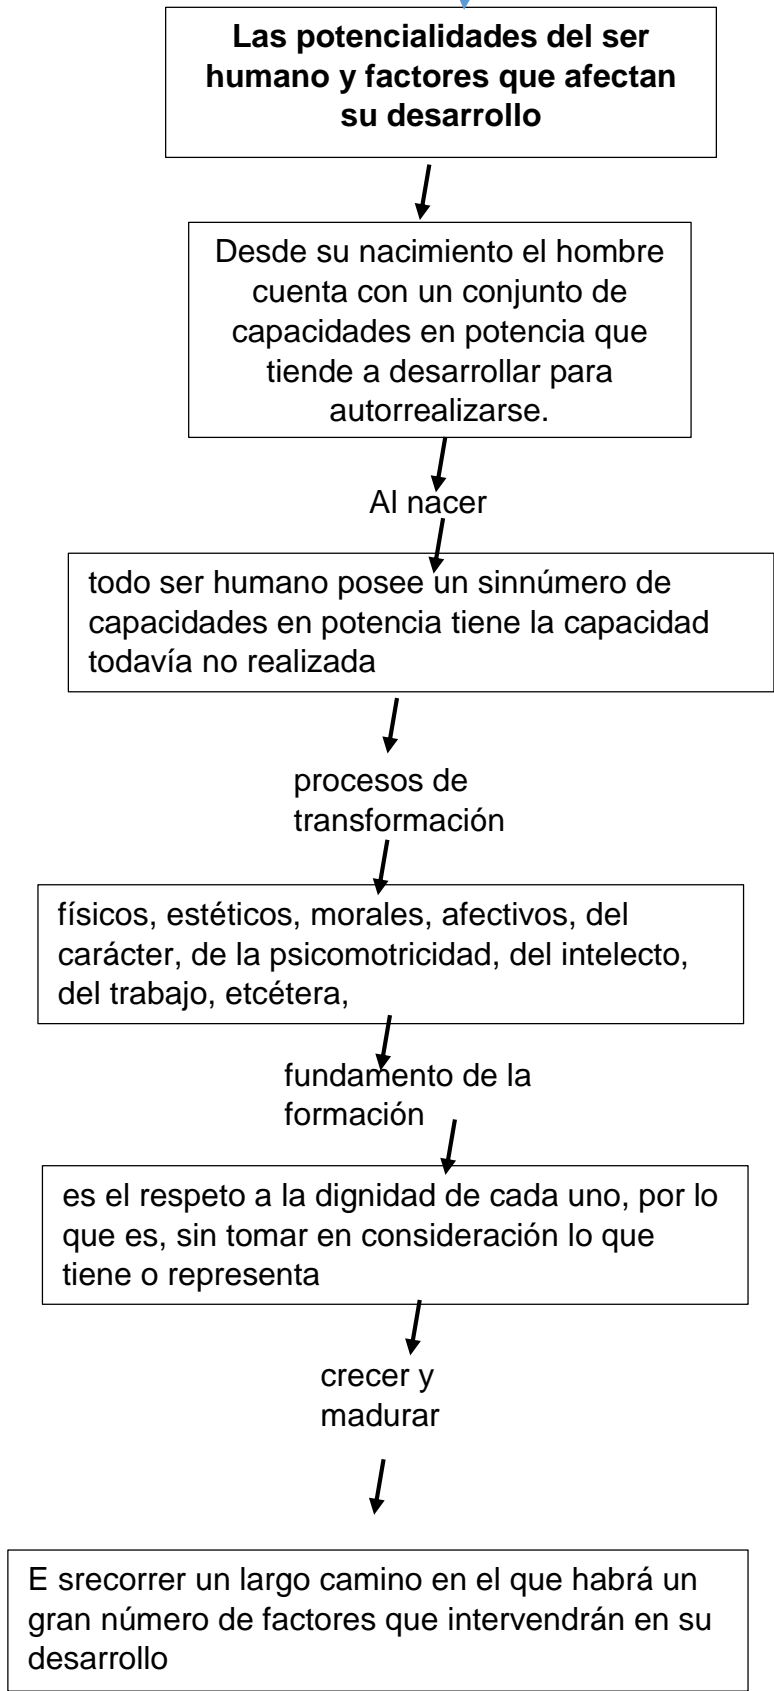 Las potencialidades del ser
humano y factores que afectan
su desarrollo
Desde su nacimiento el hombre
cuenta con un conjunto de
capacidades en potencia que
tiende a desarrollar para
autorrealizarse.
Al nacer
todo ser humano posee un sinnúmero de
capacidades en potencia tiene la capacidad
todavía no realizada
procesos de
transformación
físicos, estéticos, morales, afectivos, del
carácter, de la psicomotricidad, del intelecto,
del trabajo, etcétera,
fundamento de la
formación
es el respeto a la dignidad de cada uno, por lo
que es, sin tomar en consideración lo que
tiene o representa
crecer y
madurar
E srecorrer un largo camino en el que habrá un
gran número de factores que intervendrán en su
desarrollo